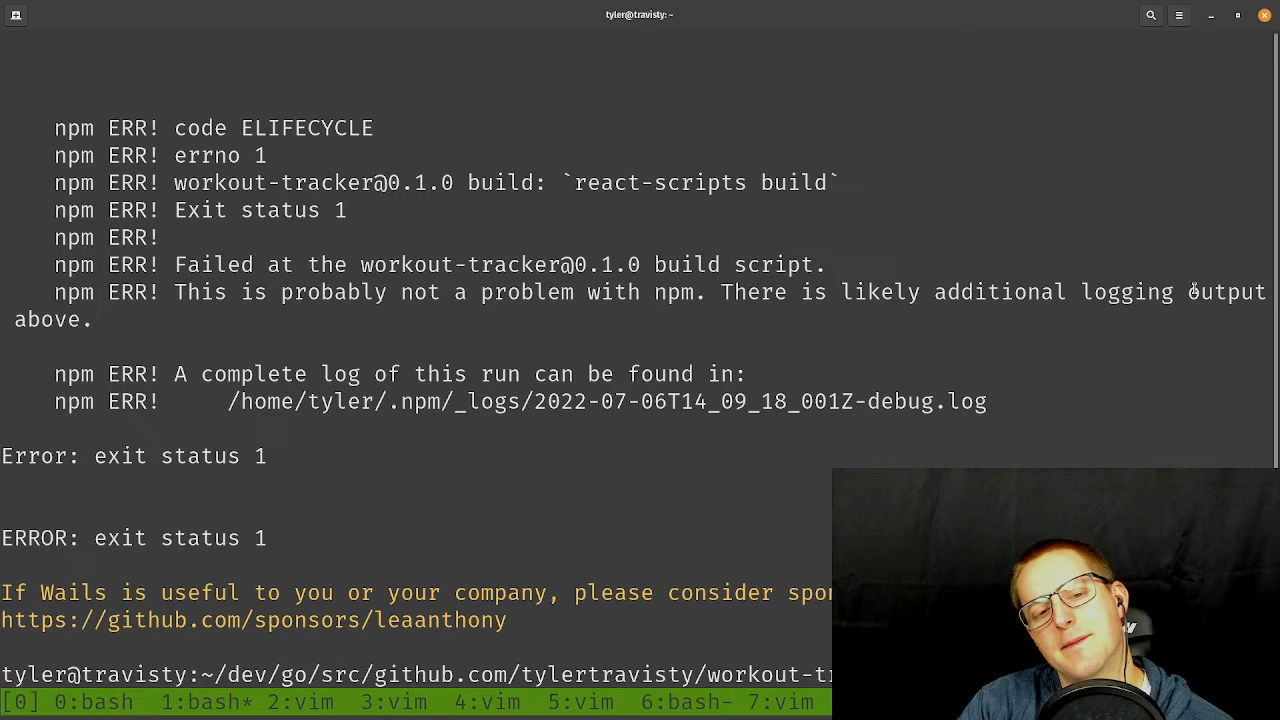 tyler@travisty: ~
npm ERR! code ELIFECYCLE
npm ERR! errno 1
npm ERR! workout-tracker@0.1.0 build: `react-scripts build`
npm ERR! Exit status 1
npm ERR!
npm ERR! Failed at the workout-tracker@0.1.0 build script.
npm ERR! This is probably not a problem with npm. There is likely additional logging output
above.
npm ERR! A complete log of this run can be found in:
npm ERR!     /home/tyler/.npm/_logs/2022-07-06T14_09_18_001Z-debug.log
Error: exit status 1
ERROR: exit status 1
If Wails is useful to you or your company, please consider spon
https://github.com/sponsors/leaanthony
tyler@travisty:~/dev/go/src/github.com/tylertravisty/workout-tr
[0] 0:bash  1:bash* 2:vim  3:vim  4:vim  5:vim  6:bash- 7:vim